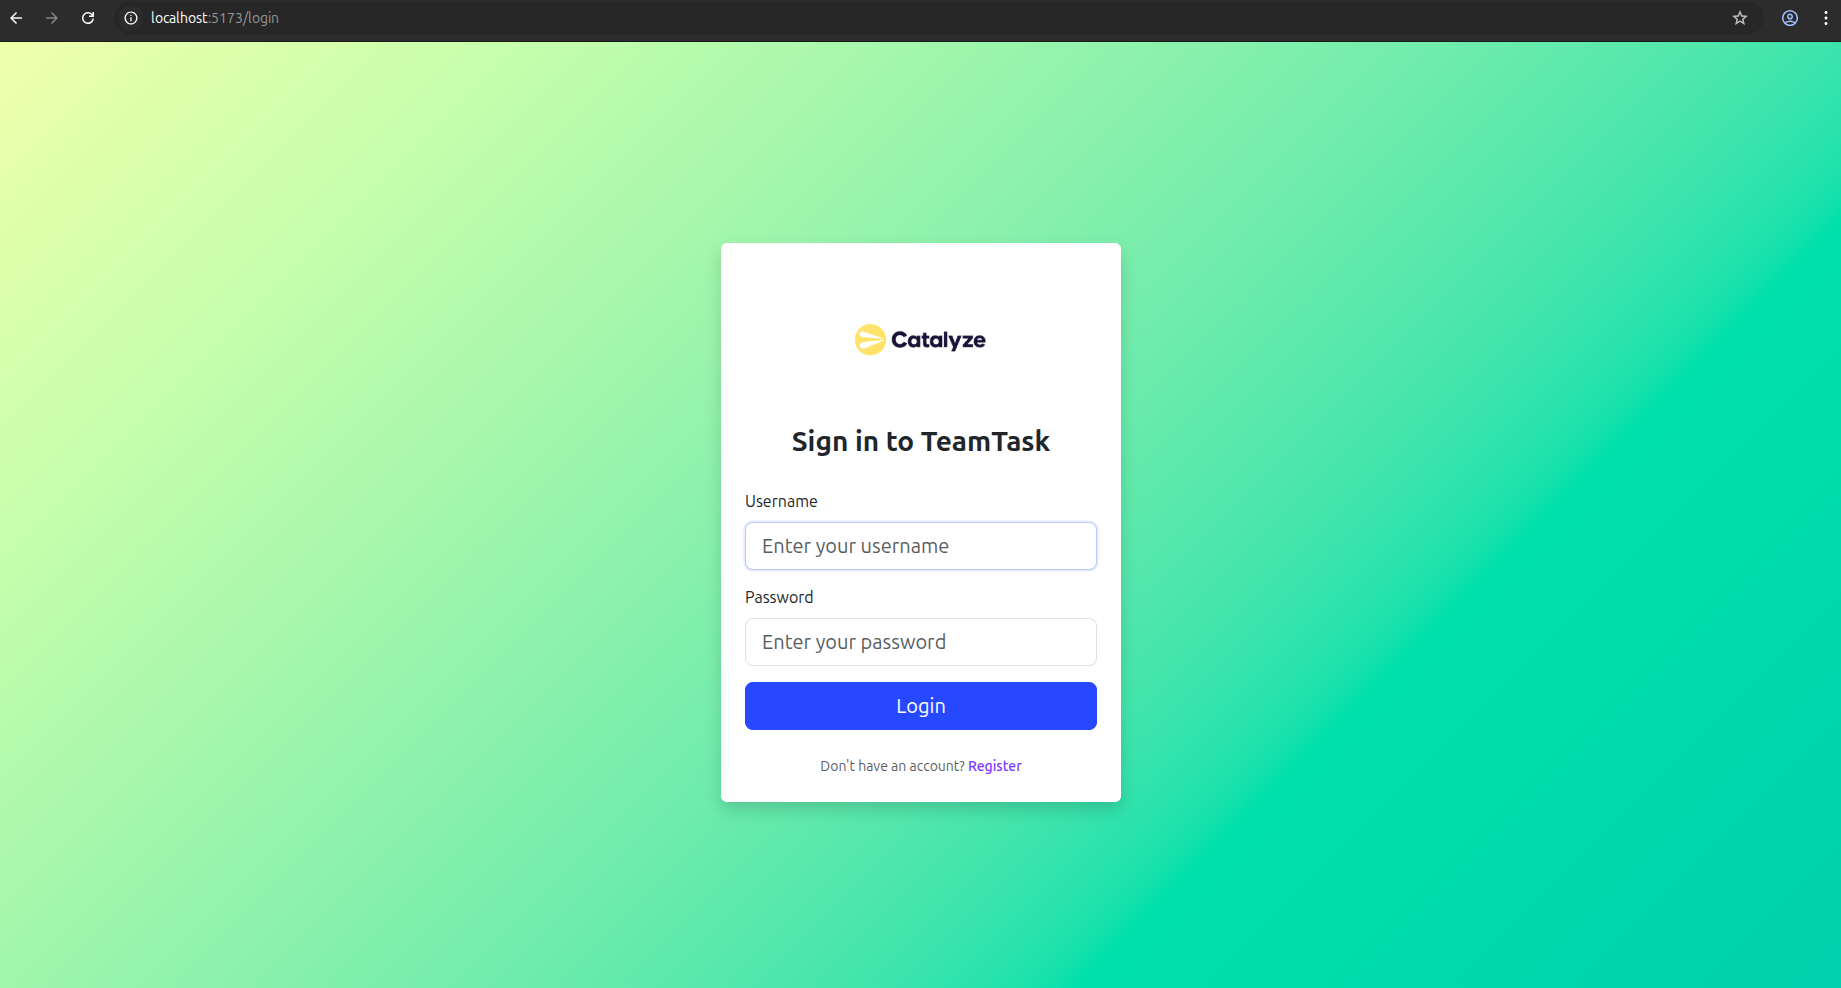 localhost:5173/login
Catalyze
Sign in to TeamTask
Username
Enter your username
Password
Enter your password
Login
Don't have an account? Register